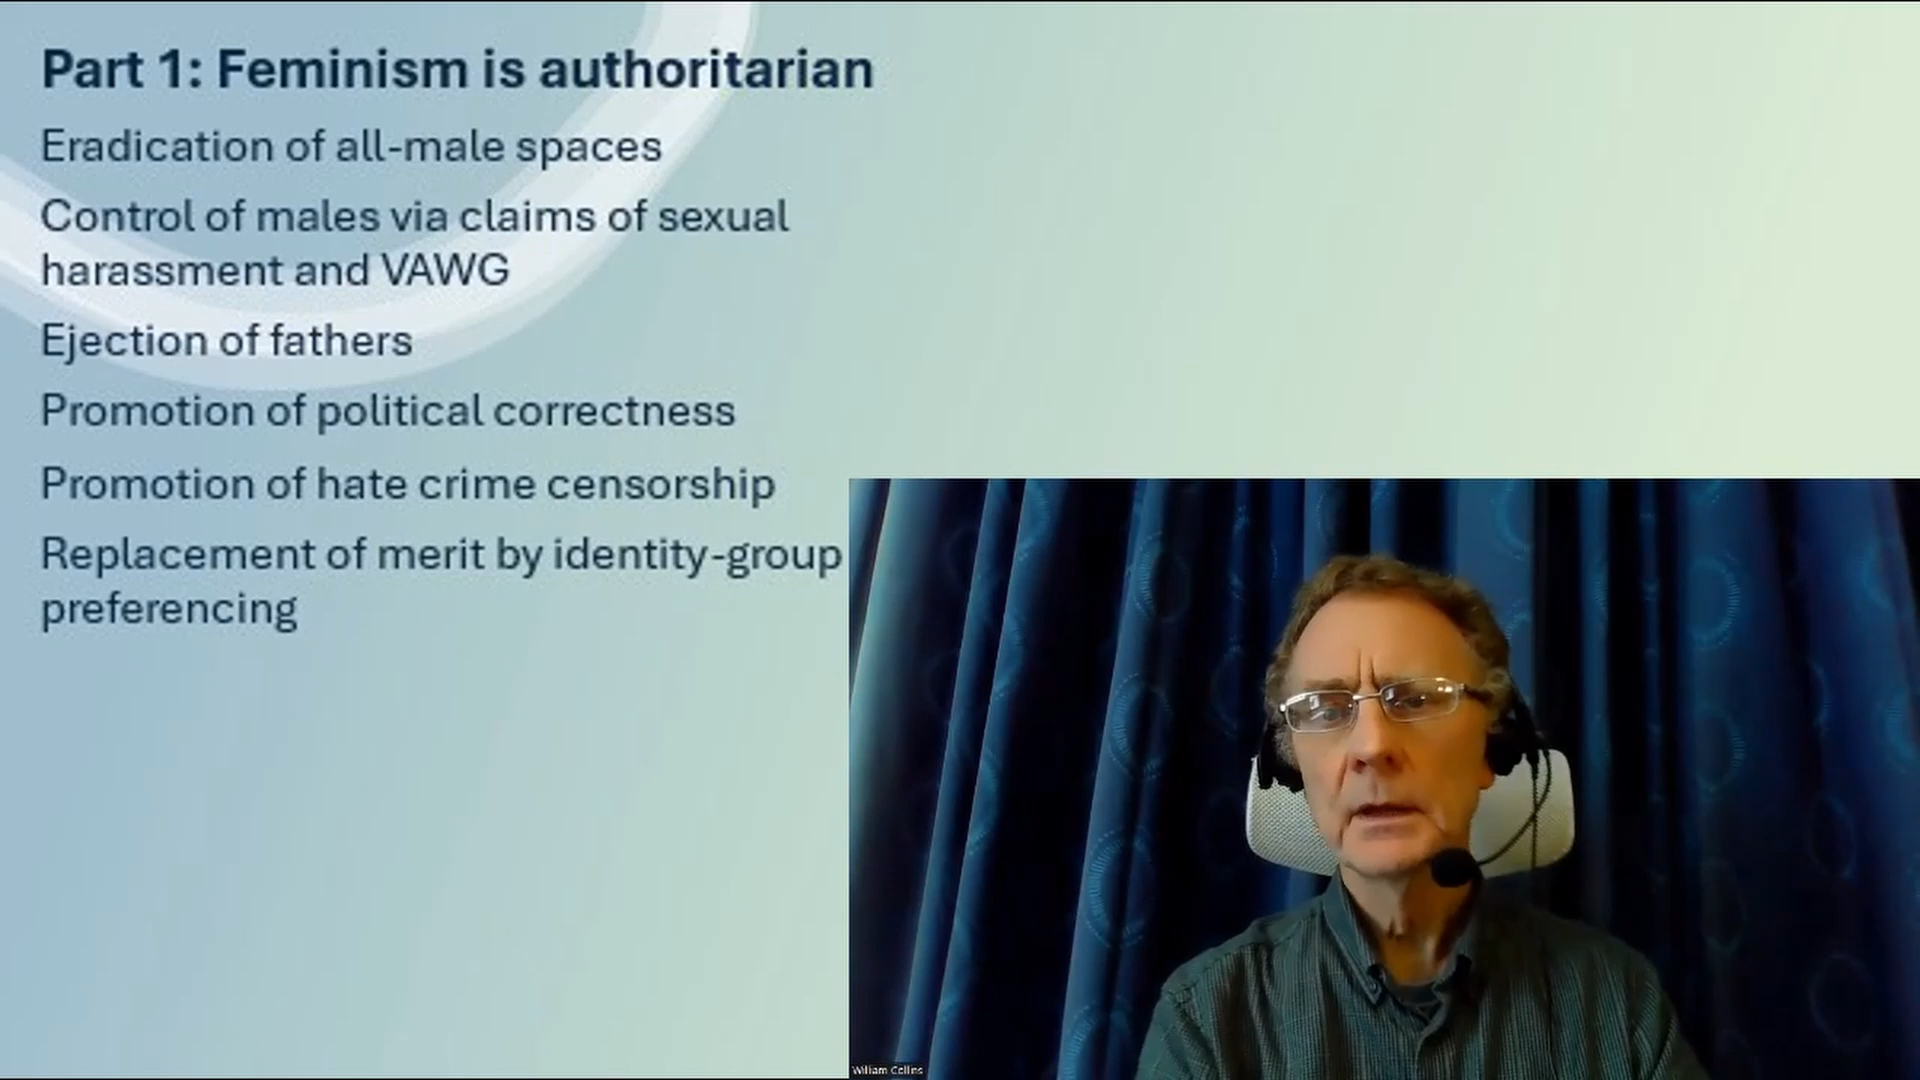 Part 1: Feminism is authoritarian
Eradication of all-male spaces
Control of males via claims of sexual
harassment and VAWG
Ejection of fathers
Promotion of political correctness
Promotion of hate crime censorship
Replacement of merit by identity-group
preferencing
William Collins